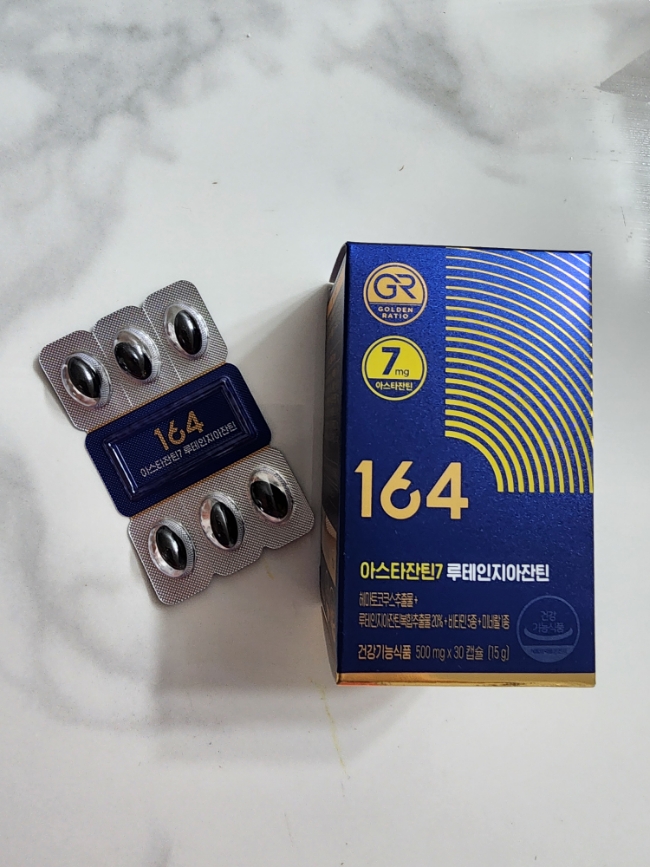 164
아스타잔틴7 루테인지아잔틴
GR
GOLDEN
RATIO
7mg
아스타잔틴
164
아스타잔틴7 루테인지아잔틴
헤마토코쿠스추출물 +
루테인지아잔틴복합추출물 20% + 비타민 5종 + 미네랄 1종
건강기능식품 500 mg x 30 캡슐 (15 g)
건강
기능식품